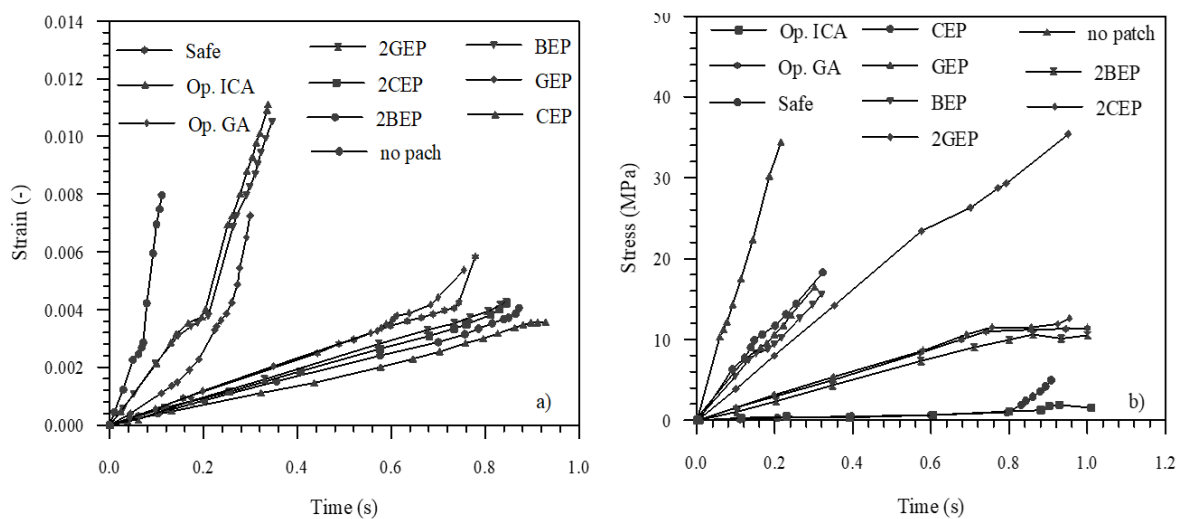 0.014
0.012
0.010
0.008
0.006
0.004
0.002
0.000
Strain (-)
Safe
Op. ICA
Op. GA
2GEP
2CEP
2BEP
no pach
BEP
GEP
CEP
a)
0.0
0.2
0.4
0.6
0.8
1.0
Time (s)
50
40
30
20
10
0
Stress (MPa)
Op. ICA
Op. GA
Safe
CEP
GEP
BEP
2GEP
no patch
2BEP
2CEP
b)
0.0
0.2
0.4
0.6
0.8
1.0
1.2
Time (s)